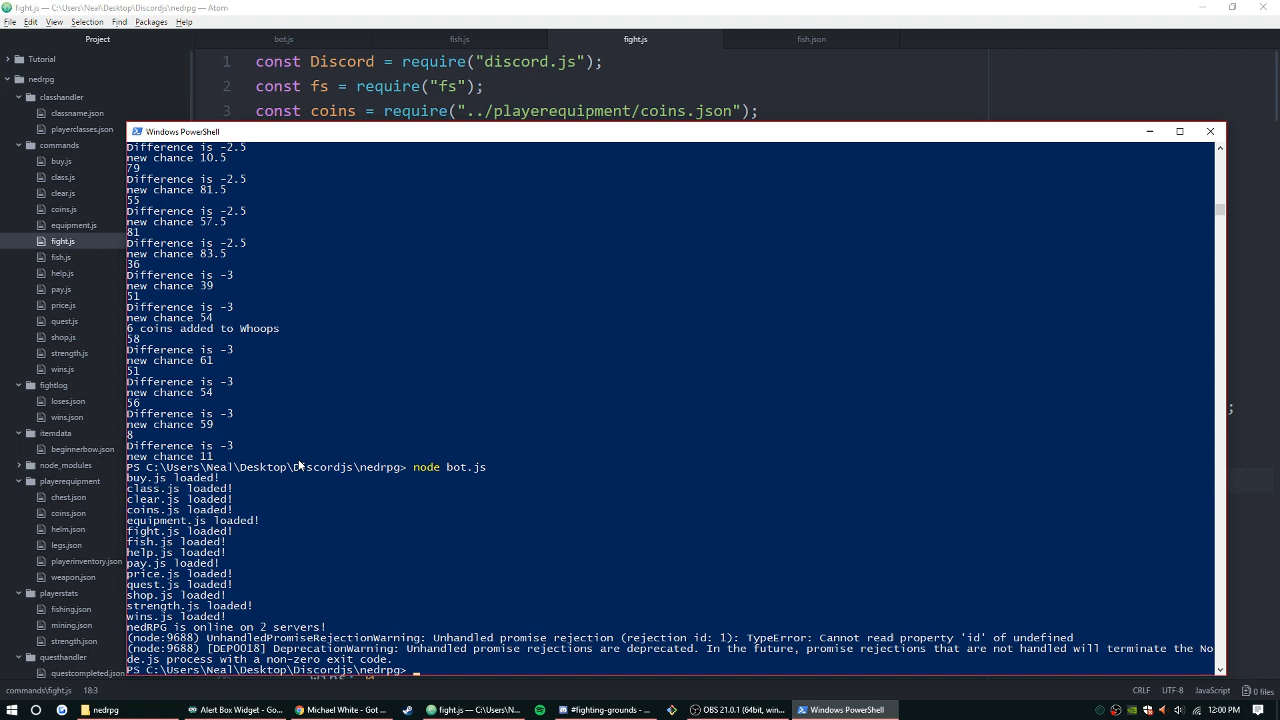 fight.js — C:\Users\Neal\Desktop\Discordjs\nedrpg — Atom
File Edit View Selection Find Packages Help
Project
bot.js
fish.js
fight.js
fish.json
Tutorial
nedrpg
classhandler
classname.json
playerclasses.json
commands
buy.js
class.js
clear.js
coins.js
equipment.js
fight.js
fish.js
help.js
pay.js
price.js
quest.js
shop.js
strength.js
wins.js
fightlog
loses.json
wins.json
itemdata
beginnerbow.json
node_modules
playerequipment
chest.json
coins.json
helm.json
legs.json
playerinventory.json
weapon.json
playerstats
fishing.json
mining.json
strength.json
questhandler
questcompleted.json
1 const Discord = require("discord.js");
2 const fs = require("fs");
3 const coins = require("../playerequipment/coins.json");
;
Windows PowerShell
Difference is -2.5
new chance 10.5
79
Difference is -2.5
new chance 81.5
55
Difference is -2.5
new chance 57.5
81
Difference is -2.5
new chance 83.5
36
Difference is -3
new chance 39
51
Difference is -3
new chance 54
6 coins added to Whoops
58
Difference is -3
new chance 61
51
Difference is -3
new chance 54
56
Difference is -3
new chance 59
8
Difference is -3
new chance 11
PS C:\Users\Neal\Desktop\Discordjs\nedrpg> node bot.js
buy.js loaded!
class.js loaded!
clear.js loaded!
coins.js loaded!
equipment.js loaded!
fight.js loaded!
fish.js loaded!
help.js loaded!
pay.js loaded!
price.js loaded!
quest.js loaded!
shop.js loaded!
strength.js loaded!
wins.js loaded!
nedRPG is online on 2 servers!
(node:9688) UnhandledPromiseRejectionWarning: Unhandled promise rejection (rejection id: 1): TypeError: Cannot read property 'id' of undefined
(node:9688) [DEP0018] DeprecationWarning: Unhandled promise rejections are deprecated. In the future, promise rejections that are not handled will terminate the No
de.js process with a non-zero exit code.
PS C:\Users\Neal\Desktop\Discordjs\nedrpg>
commands\fight.js 18:3
CRLF UTF-8 JavaScript 0 files
nedrpg
Alert Box Widget - Go...
Michael White - Got ...
fight.js — C:\Users\N...
#fighting-grounds - ...
OBS 21.0.1 (64bit, win...
Windows PowerShell
12:00 PM